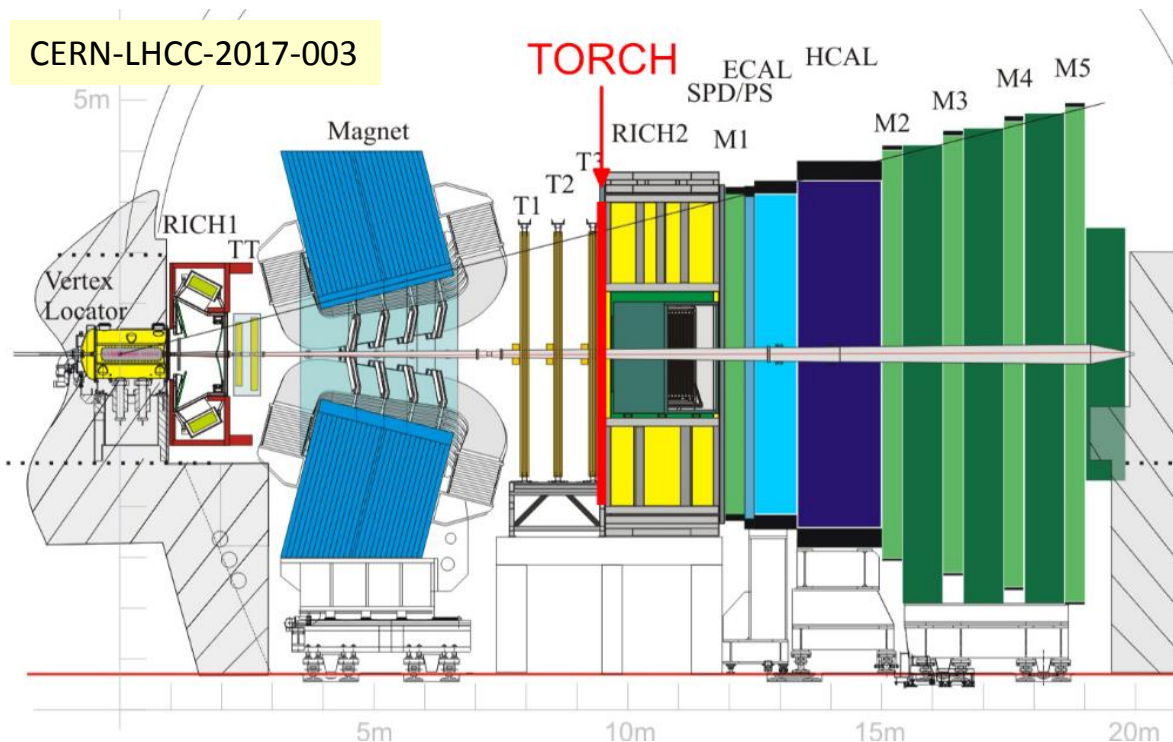 CERN-LHCC-2017-003
TORCH
HCAL
ECAL
SPD/PS
M5
M4
M3
M2
5m
Magnet
RICH2
M1
T3
T2
T1
RICH1
TT
Vertex
Locator
5m
10m
15m
20m